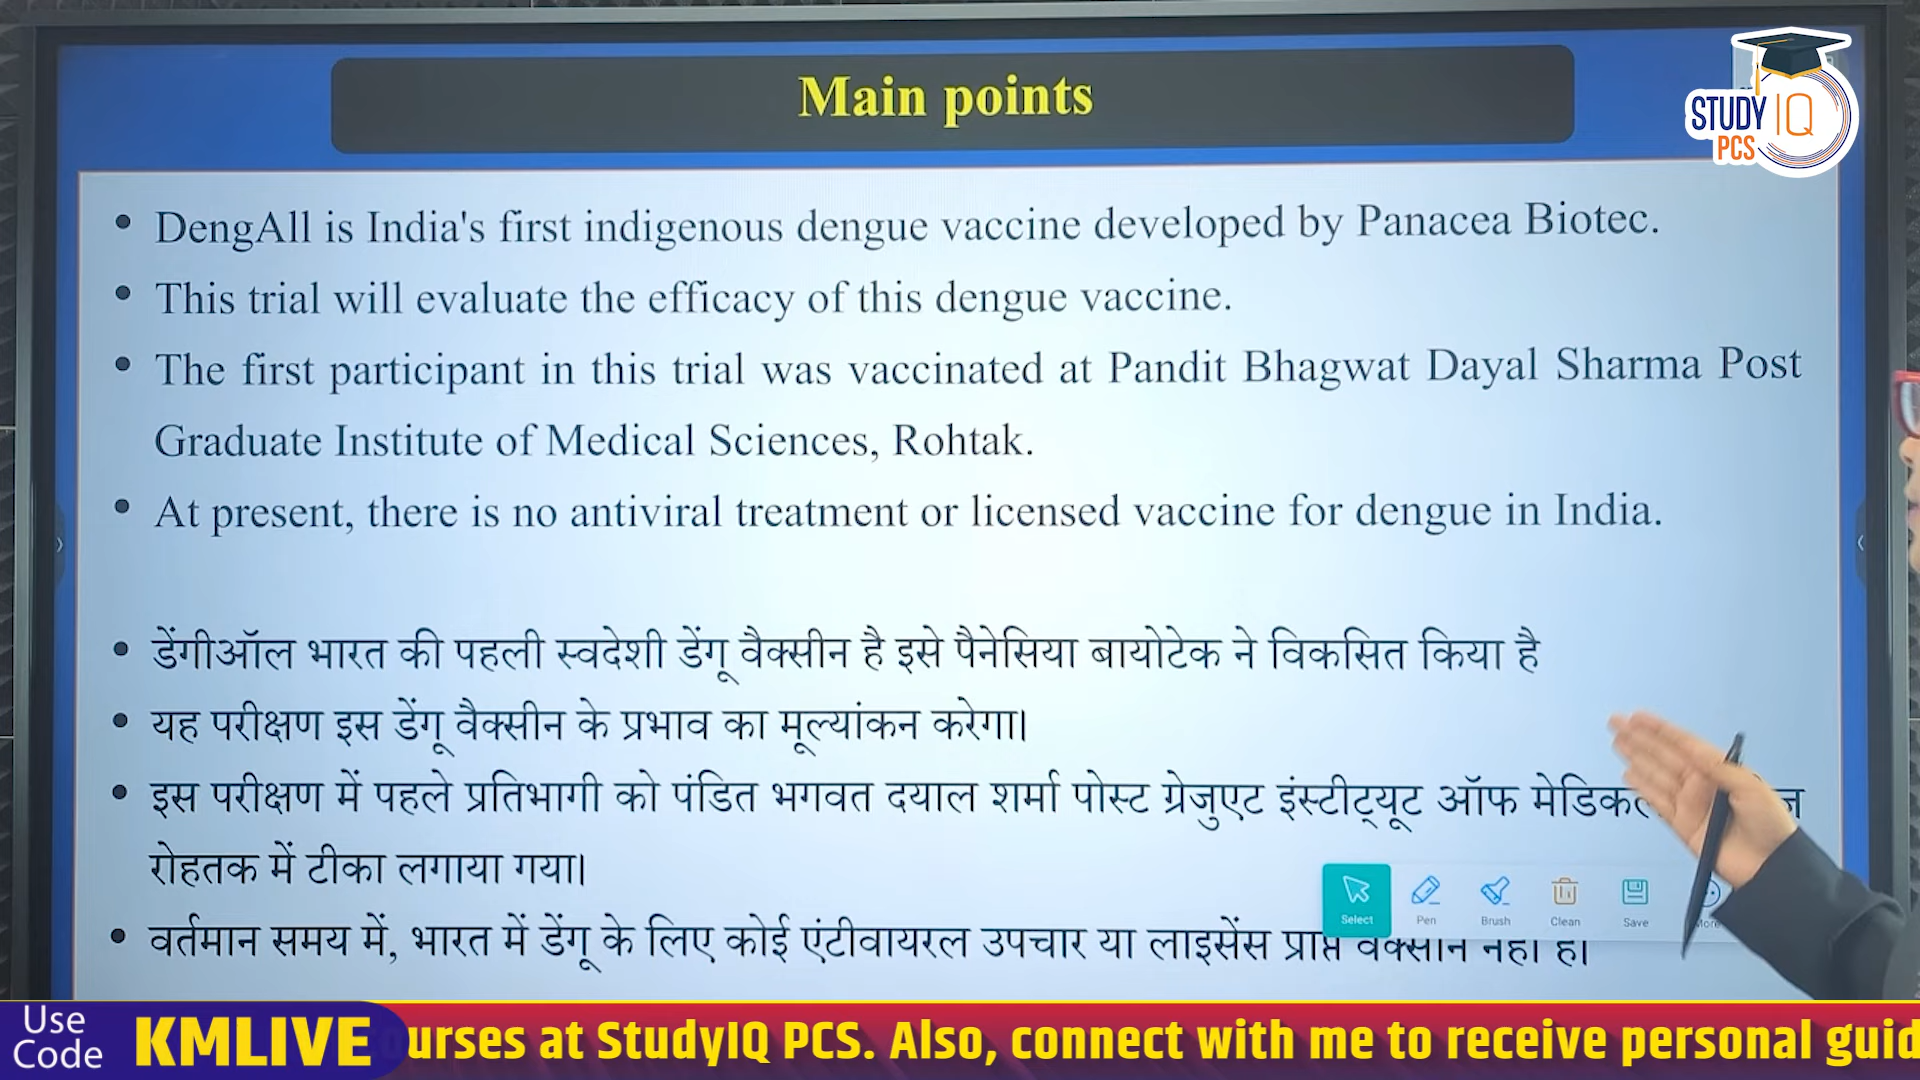 Main points
STUDY IQ
PCS
• DengAll is India's first indigenous dengue vaccine developed by Panacea Biotec.
• This trial will evaluate the efficacy of this dengue vaccine.
• The first participant in this trial was vaccinated at Pandit Bhagwat Dayal Sharma Post
Graduate Institute of Medical Sciences, Rohtak.
• At present, there is no antiviral treatment or licensed vaccine for dengue in India.
• डेंगीऑल भारत की पहली स्वदेशी डेंगू वैक्सीन है इसे पैनेसिया बायोटेक ने विकसित किया है
• यह परीक्षण इस डेंगू वैक्सीन के प्रभाव का मूल्यांकन करेगा।
• इस परीक्षण में पहले प्रतिभागी को पंडित भगवत दयाल शर्मा पोस्ट ग्रेजुएट इंस्टीट्यूट ऑफ
रोहतक में टीका लगाया गया।
Select Pen Brush Clean Save More
• वर्तमान समय में, भारत में डेंगू के लिए कोई एंटीवायरल उपचार या लाइसेंस प्राप्त वैक्सीन नहीं है।
Use
Code
KMLIVE
urses at StudyIQ PCS. Also, connect with me to receive personal guid